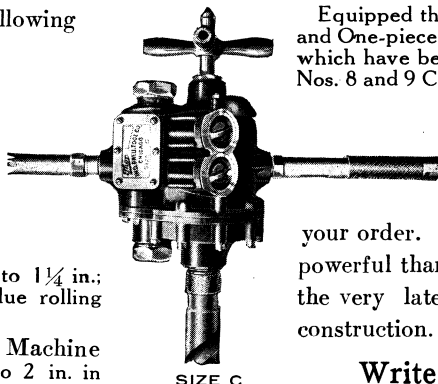 llowing
to 1¼ in.;
lue rolling
Machine
o 2 in. in
Equipped th
and One-piece
which have be
Nos. 8 and 9 C
CHICAGO
your order.
powerful than
the very late
construction.
Write
SIZE C